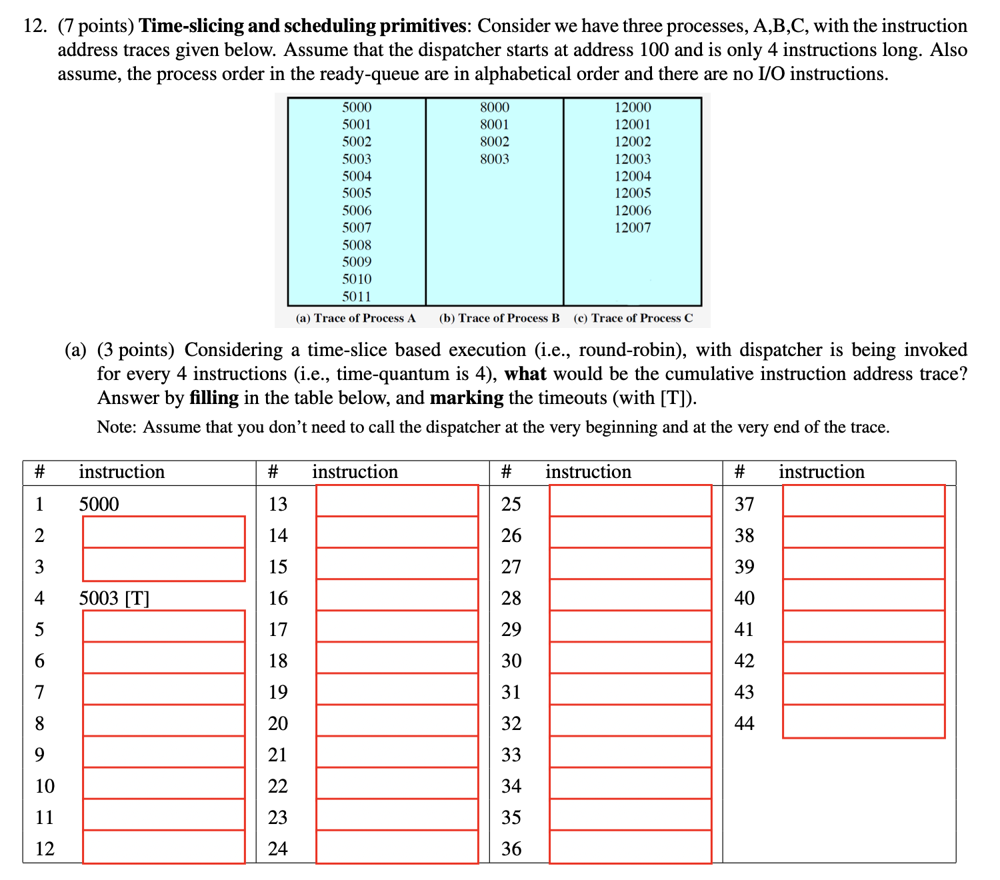 12. (7 points) Time-slicing and scheduling primitives: Consider we have three processes, A,B,C, with the instruction
address traces given below. Assume that the dispatcher starts at address 100 and is only 4 instructions long. Also
assume, the process order in the ready-queue are in alphabetical order and there are no I/O instructions.
5000 8000 12000
5001 8001 12001
5002 8002 12002
5003 8003 12003
5004 12004
5005 12005
5006 12006
5007 12007
5008
5009
5010
5011
(a) Trace of Process A (b) Trace of Process B (c) Trace of Process C
(a) (3 points) Considering a time-slice based execution (i.e., round-robin), with dispatcher is being invoked
for every 4 instructions (i.e., time-quantum is 4), what would be the cumulative instruction address trace?
Answer by filling in the table below, and marking the timeouts (with [T]).
Note: Assume that you don't need to call the dispatcher at the very beginning and at the very end of the trace.
# instruction # instruction # instruction # instruction
1 5000 13 25 37
2 14 26 38
3 15 27 39
4 5003 [T] 16 28 40
5 17 29 41
6 18 30 42
7 19 31 43
8 20 32 44
9 21 33
10 22 34
11 23 35
12 24 36